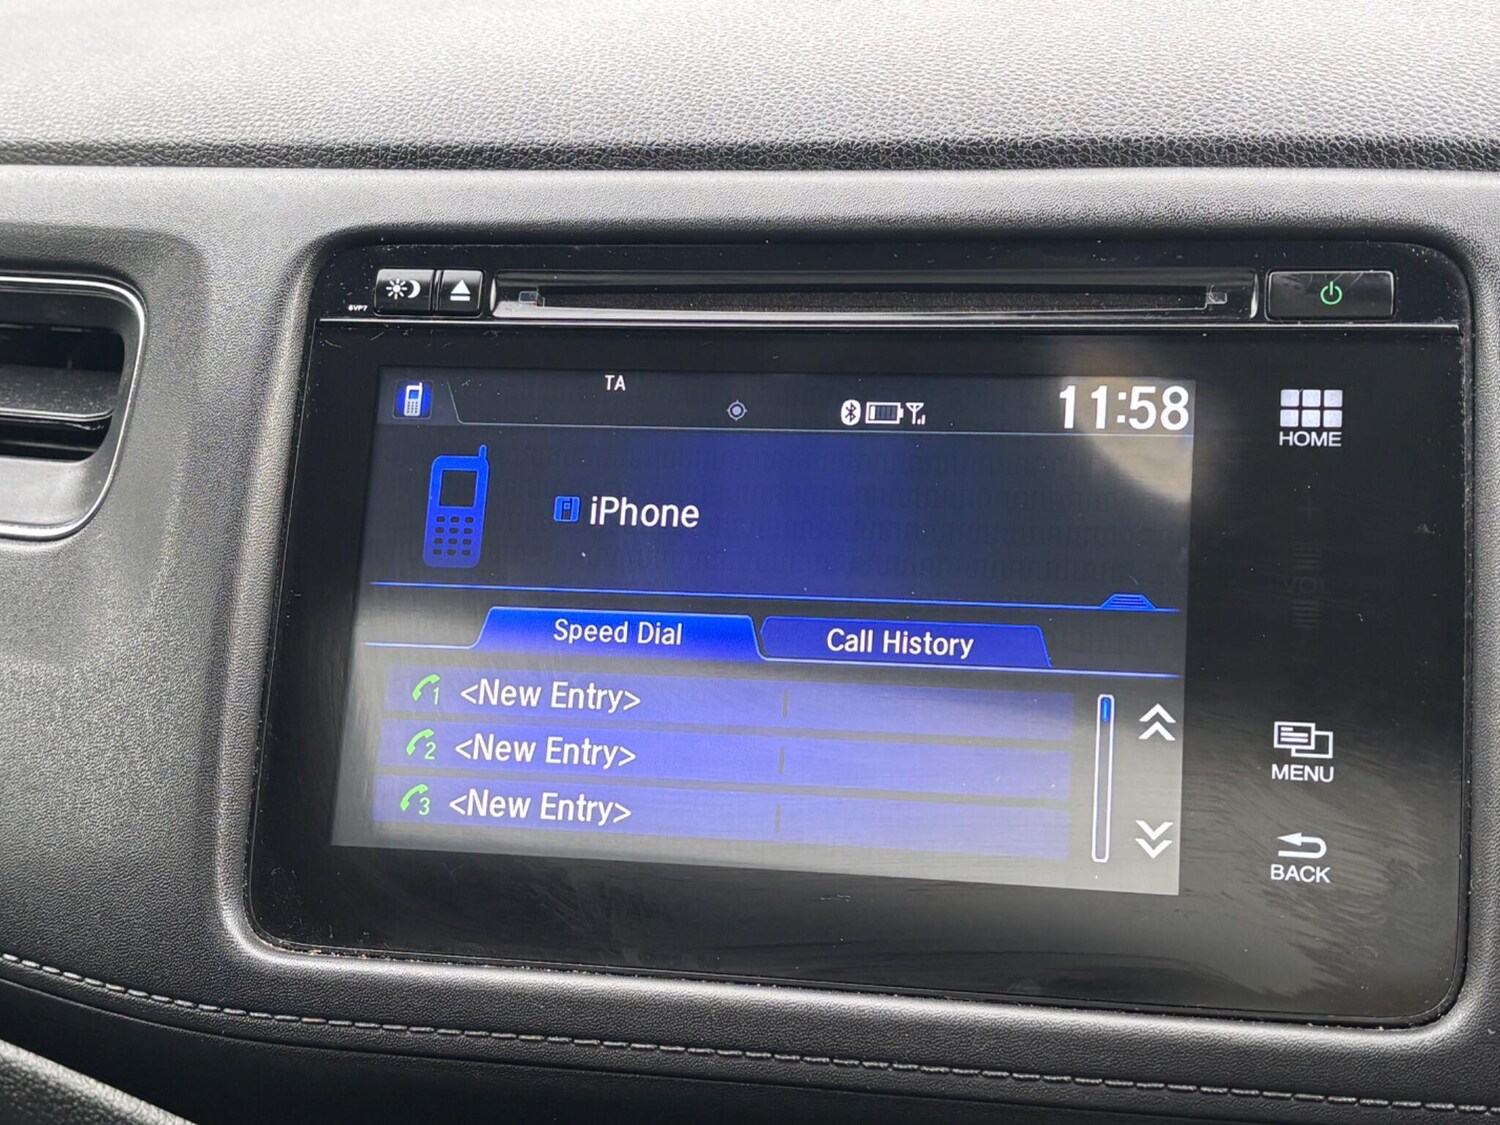 6VP7
TA
11:58
HOME
iPhone
Speed Dial
Call History
1 <New Entry>
2 <New Entry>
3 <New Entry>
MENU
BACK